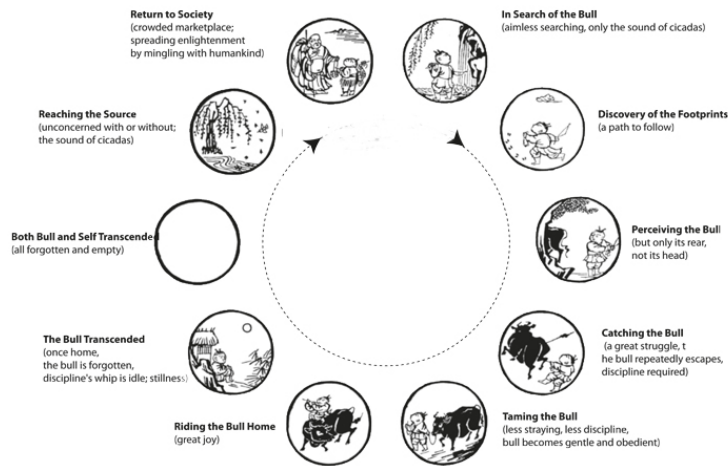 In Search of the Bull
(aimless searching, only the sound of cicadas)
Discovery of the Footprints
(a path to follow)
Perceiving the Bull
(but only its rear,
not its head)
Catching the Bull
(a great struggle, t
he bull repeatedly escapes,
discipline required)
Taming the Bull
(less straying, less discipline,
bull becomes gentle and obedient)
Riding the Bull Home
(great joy)
The Bull Transcended
(once home,
the bull is forgotten,
discipline's whip is idle; stillness)
Both Bull and Self Transcended
(all forgotten and empty)
Reaching the Source
(unconcerned with or without;
the sound of cicadas)
Return to Society
(crowded marketplace;
spreading enlightenment
by mingling with humankind)